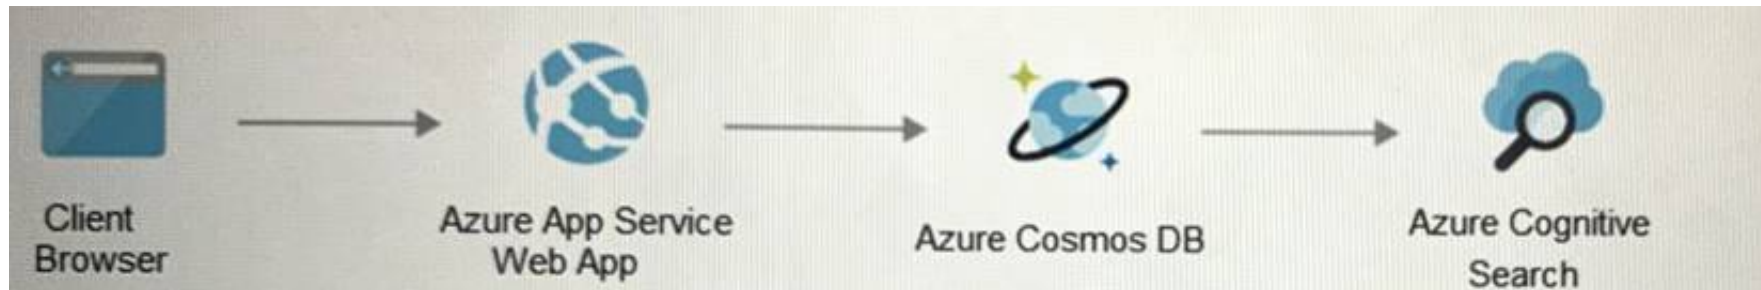 Client
Browser
Azure App Service
Web App
Azure Cosmos DB
Azure Cognitive
Search